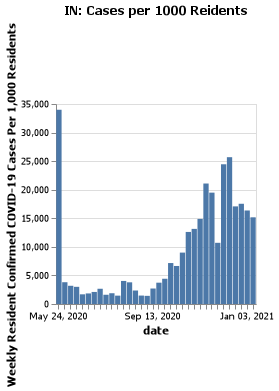 IN: Cases per 1000 Reidents
Weekly Resident Confirmed COVID-19 Cases Per 1,000 Residents
35,000
30,000
25,000
20,000
15,000
10,000
5,000
0
May 24, 2020 Sep 13, 2020 Jan 03, 2021
date